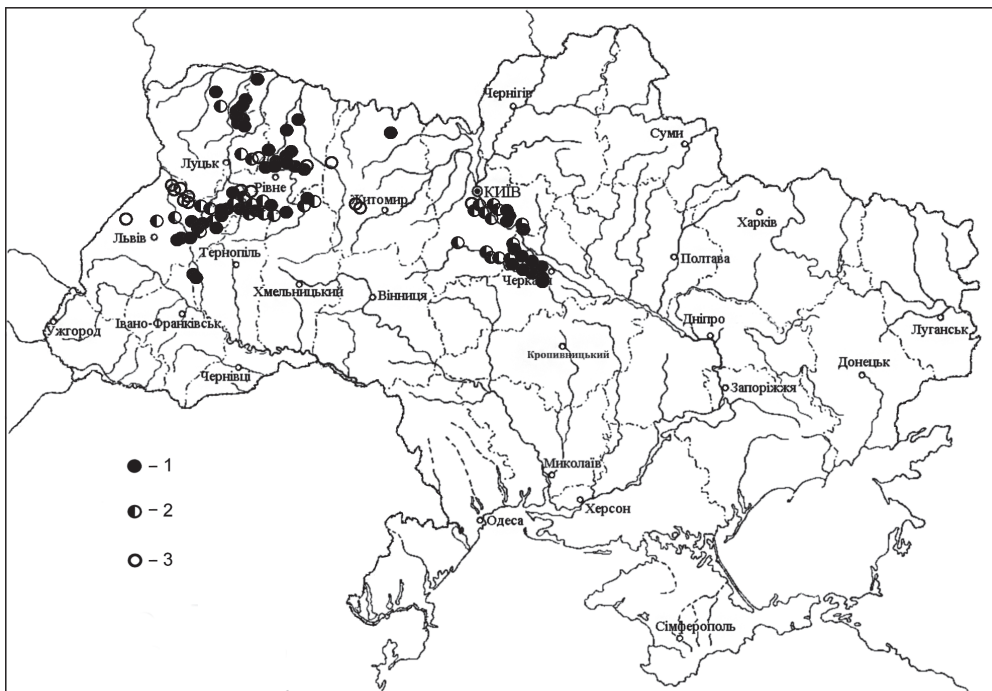 Чернігів
Суми
Луцьк
Рівне
КИЇВ
Житомир
Харків
Львів
Тернопіль
Полтава
Черкаси
Хмельницький
Вінниця
Ужгород
Івано-Франківськ
Дніпро
Луганськ
Кропивницький
Донецьк
Чернівці
Запоріжжя
– 1
Миколаїв
– 2
Херсон
Одеса
– 3
Сімферополь